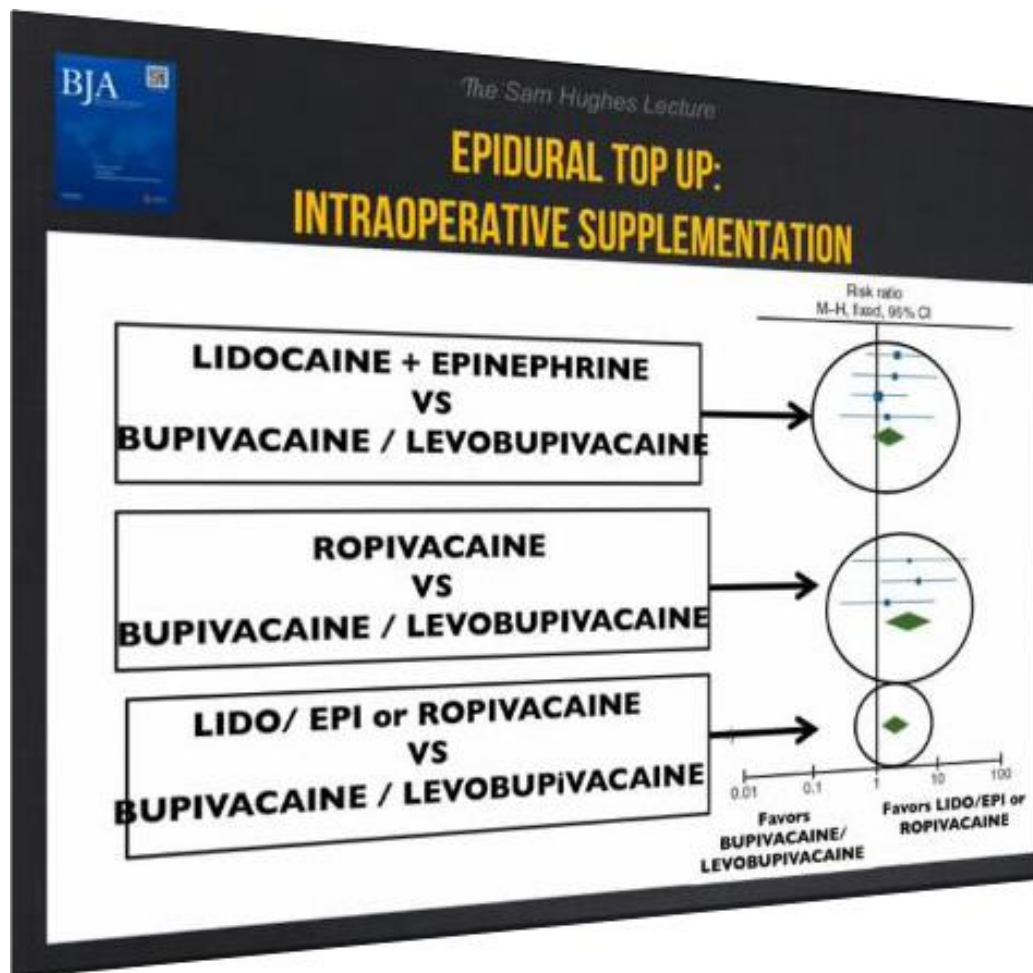 BJA
The Sam Hughes Lecture
EPIDURAL TOP UP:
INTRAOPERATIVE SUPPLEMENTATION
Risk ratio
M–H, fixed, 95% CI
LIDOCAINE + EPINEPHRINE
VS
BUPIVACAINE / LEVOBUPIVACAINE
ROPIVACAINE
VS
BUPIVACAINE / LEVOBUPIVACAINE
LIDO/ EPI or ROPIVACAINE
VS
BUPIVACAINE / LEVOBUPiVACAINE
0.01 0.1 1 10 100
Favors
BUPIVACAINE/
LEVOBUPIVACAINE
Favors LIDO/EPI or
ROPIVACAINE